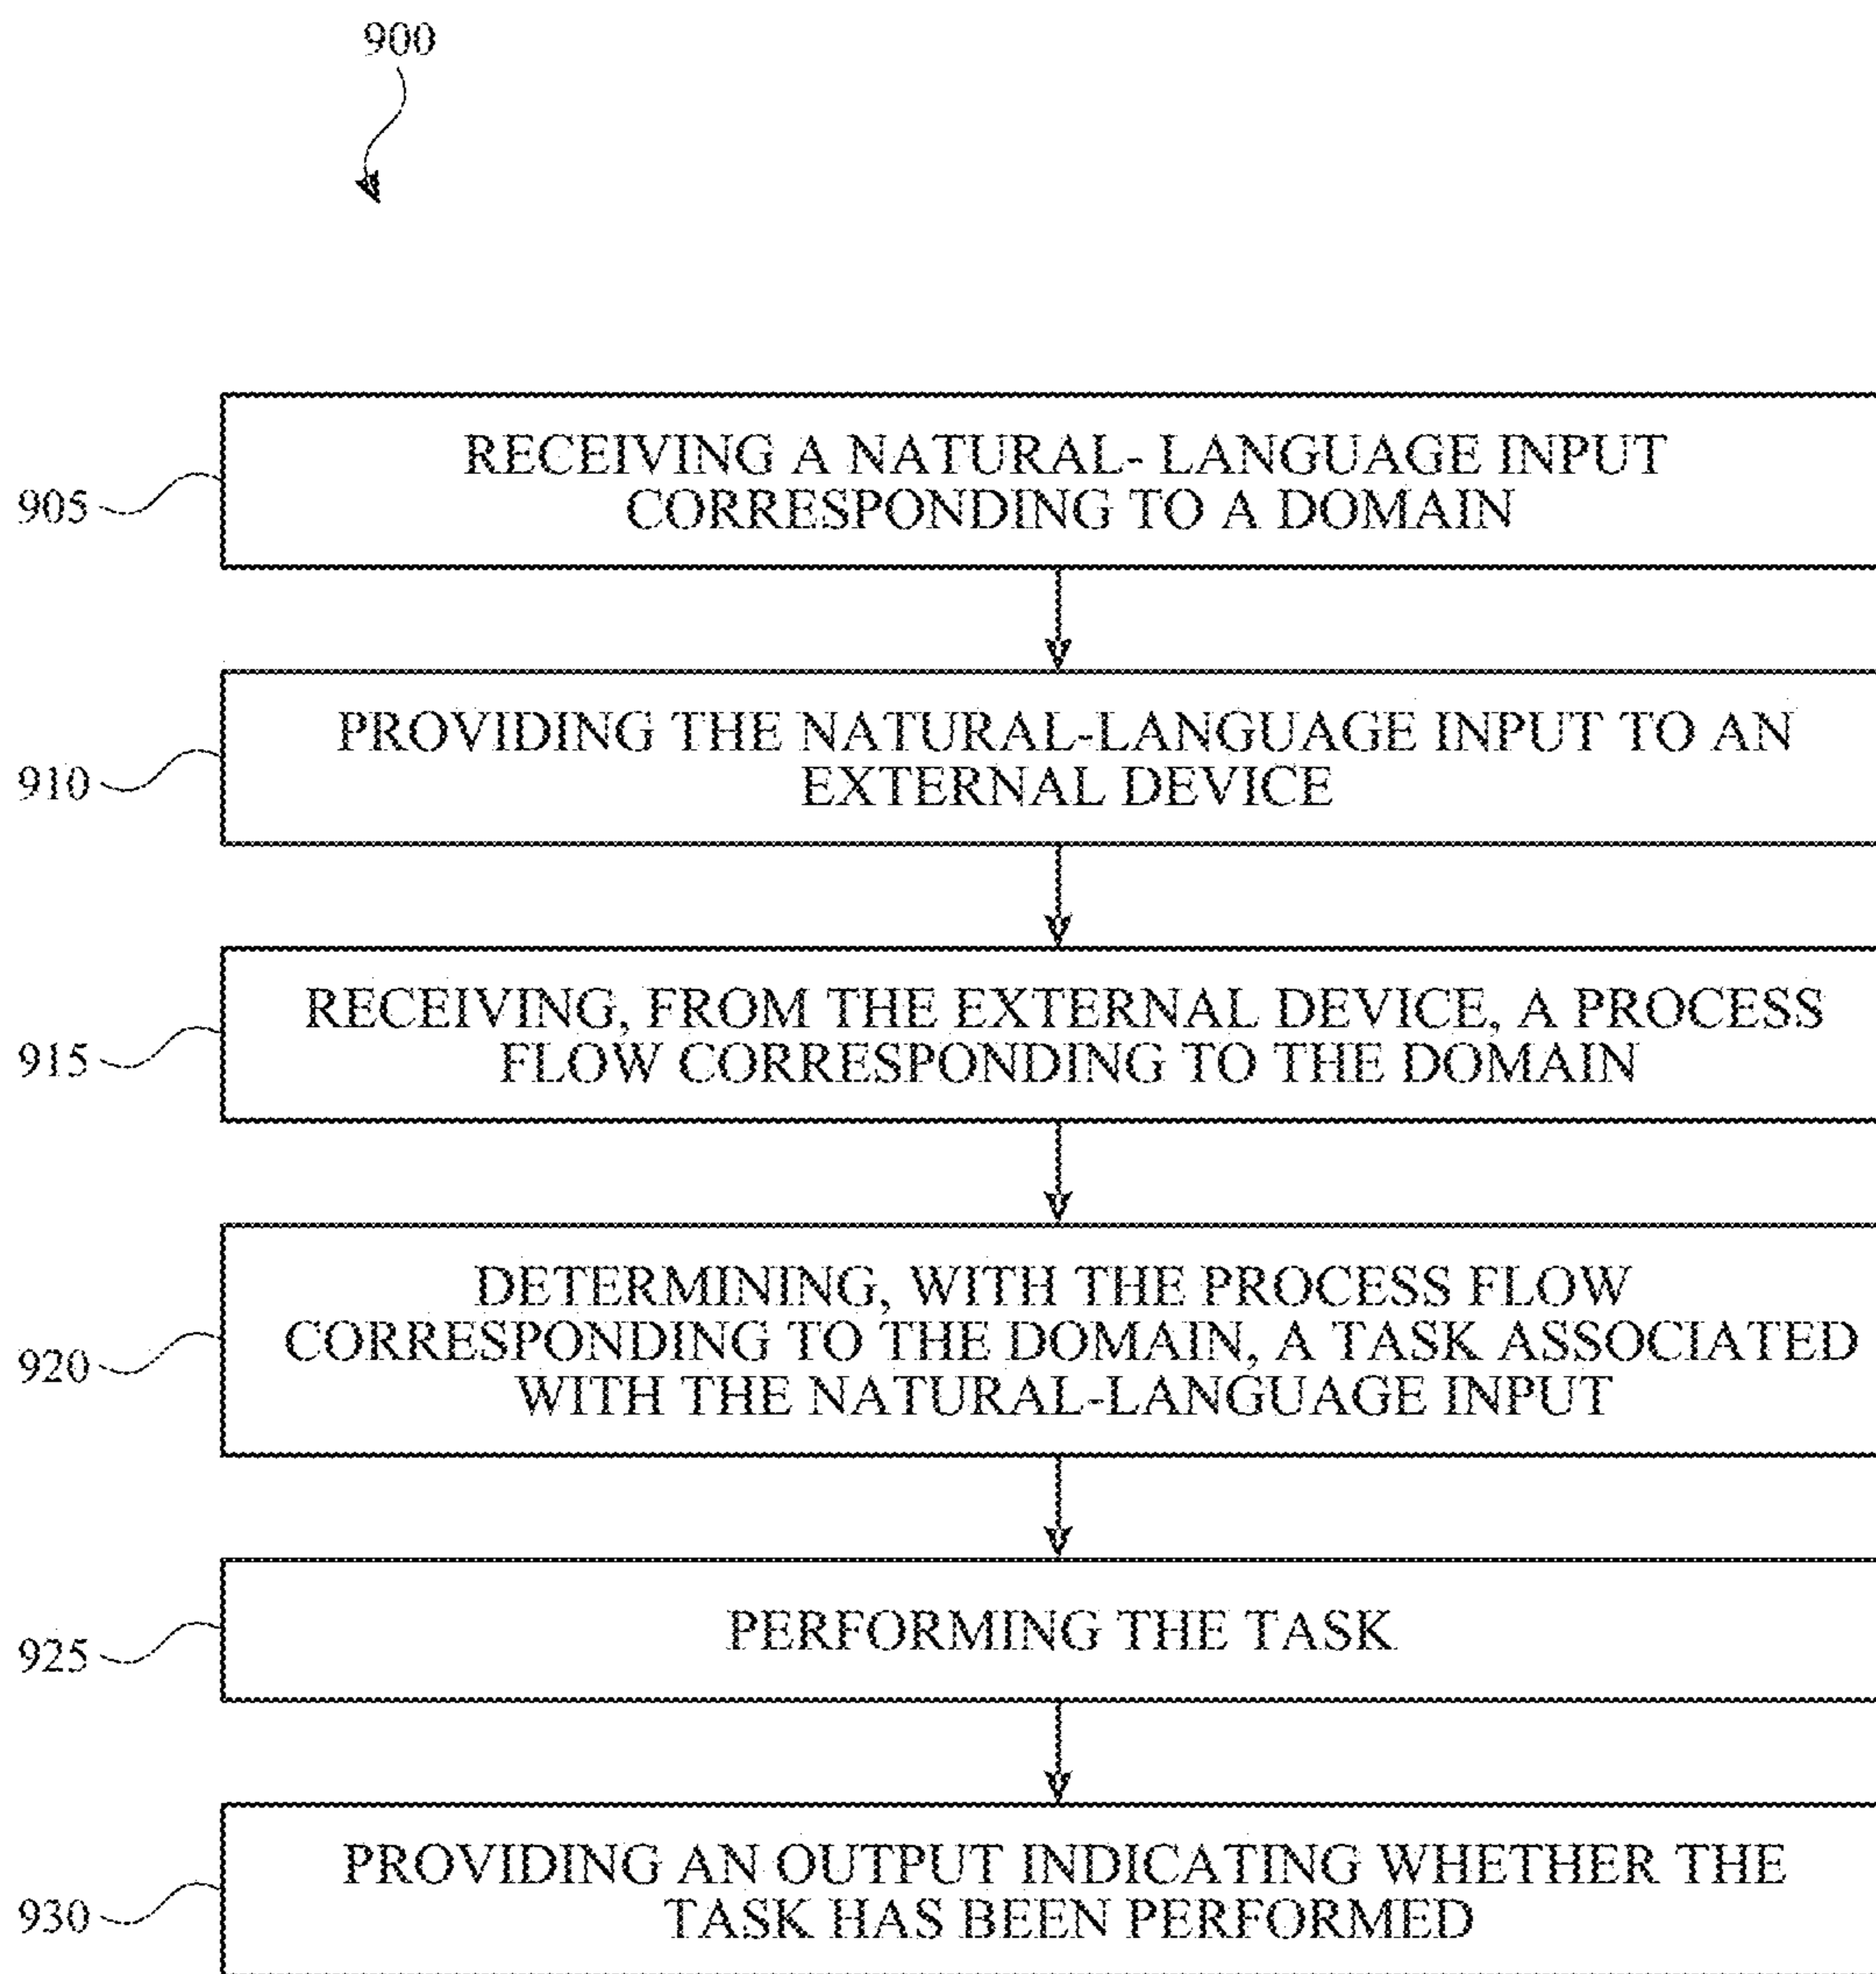 900
RECEIVING A NATURAL- LANGUAGE INPUT
CORRESPONDING TO A DOMAIN
905
PROVIDING THE NATURAL-LANGUAGE INPUT TO AN
EXTERNAL DEVICE
910
RECEIVING, FROM THE EXTERNAL DEVICE, A PROCESS
FLOW CORRESPONDING TO THE DOMAIN
915
DETERMINING, WITH THE PROCESS FLOW
CORRESPONDING TO THE DOMAIN, A TASK ASSOCIATED
WITH THE NATURAL-LANGUAGE INPUT
920
PERFORMING THE TASK
925
PROVIDING AN OUTPUT INDICATING WHETHER THE
TASK HAS BEEN PERFORMED
930